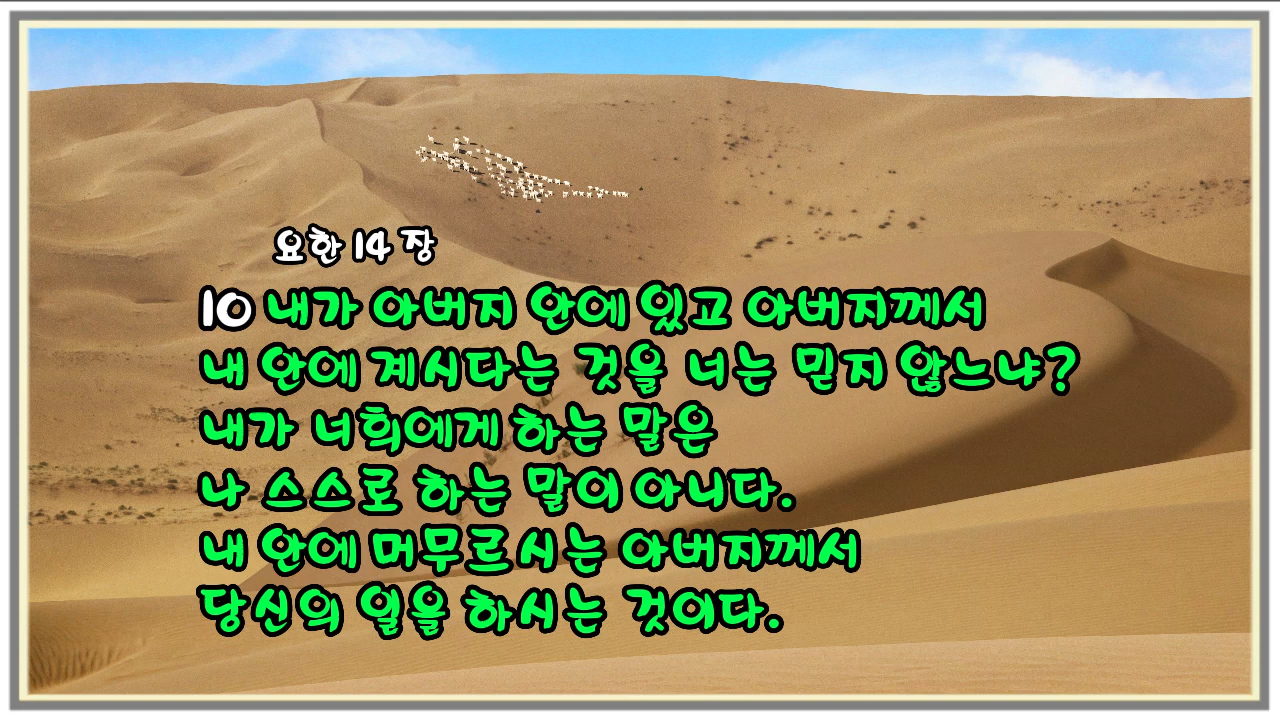 요한 14 장
10 내가 아버지 안에 있고 아버지께서
내 안에 계시다는 것을 너는 믿지 않느냐?
내가 너희에게 하는 말은
나 스스로 하는 말이 아니다.
내 안에 머무르시는 아버지께서
당신의 일을 하시는 것이다.